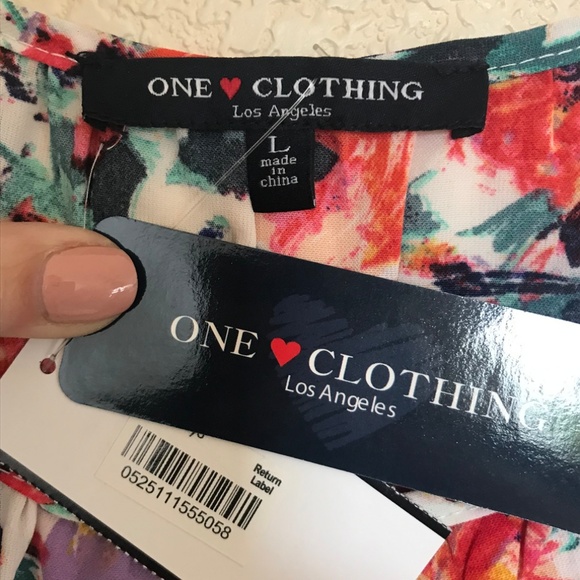 ONE ♥ CLOTHING
Los Angeles
L
made
in
china
ONE ♥ CLOTHING
Los Angeles
Return
Label
0525111555058